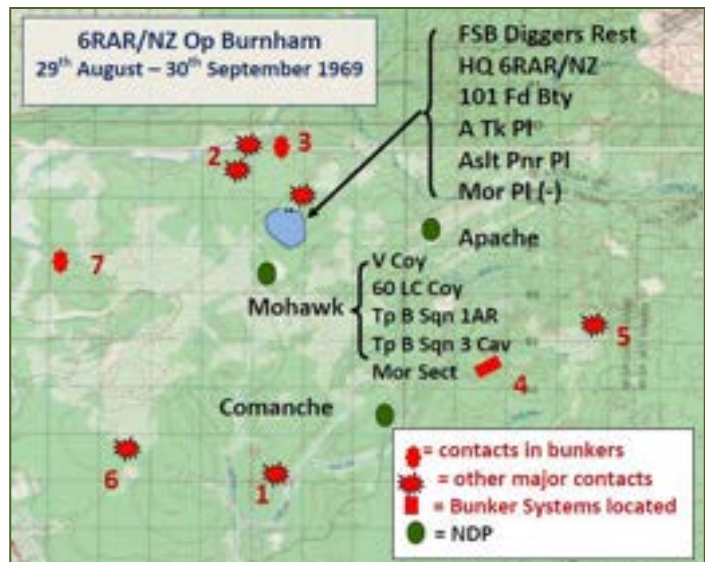 6RAR/NZ Op Burnham
29th August – 30th September 1969
FSB Diggers Rest
HQ 6RAR/NZ
101 Fd Bty
A Tk Pl
Aslt Pnr Pl
Mor Pl (-)
2
3
Apache
7
Mohawk
V Coy
60 LC Coy
Tp B Sqn 1AR
Tp B Sqn 3 Cav
Mor Sect
5
4
Comanche
6
1
= contacts in bunkers
= other major contacts
= Bunker Systems located
= NDP